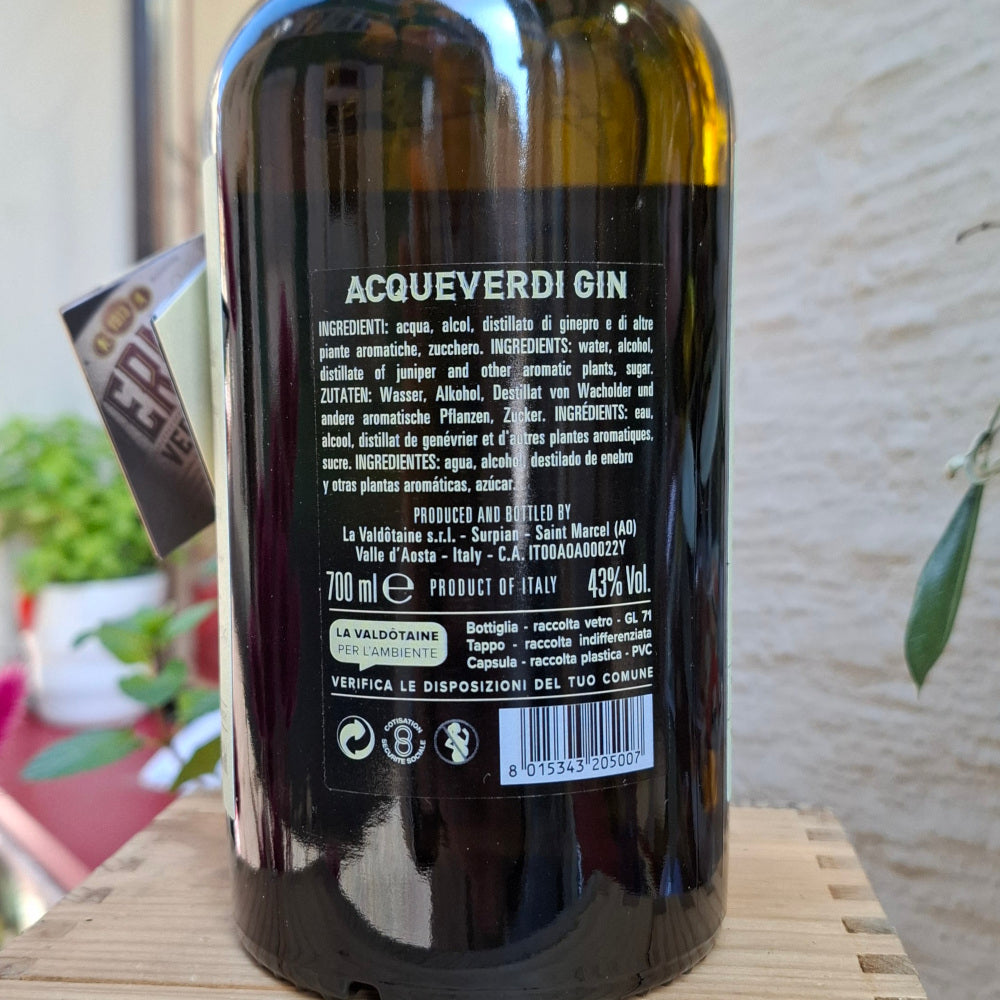 ACQUEVERDI GIN
INGREDIENTI: acqua, alcol, distillato di ginepro e di altre
piante aromatiche, zucchero. INGREDIENTS: water, alcohol,
distillate of juniper and other aromatic plants, sugar.
ZUTATEN: Wasser, Alkohol, Destillat von Wacholder und
andere aromatische Pflanzen, Zucker. INGRÉDIENTS: eau,
alcool, distillat de genévrier et d'autres plantes aromatiques,
sucre. INGREDIENTES: agua, alcohol, destilado de enebro
y otras plantas aromáticas, azúcar.
PRODUCED AND BOTTLED BY
La Valdôtaine s.r.l. - Surpian - Saint Marcel (AO)
Valle d'Aosta - Italy - C.A. IT00AOA00022Y
700 ml e PRODUCT OF ITALY 43% Vol.
LA VALDÔTAINE
PER L'AMBIENTE
Bottiglia - raccolta vetro - GL 71
Tappo - raccolta indifferenziata
Capsula - raccolta plastica - PVC
VERIFICA LE DISPOSIZIONI DEL TUO COMUNE
COTISATION
SECURITE SOCIALE
8 015343 205007